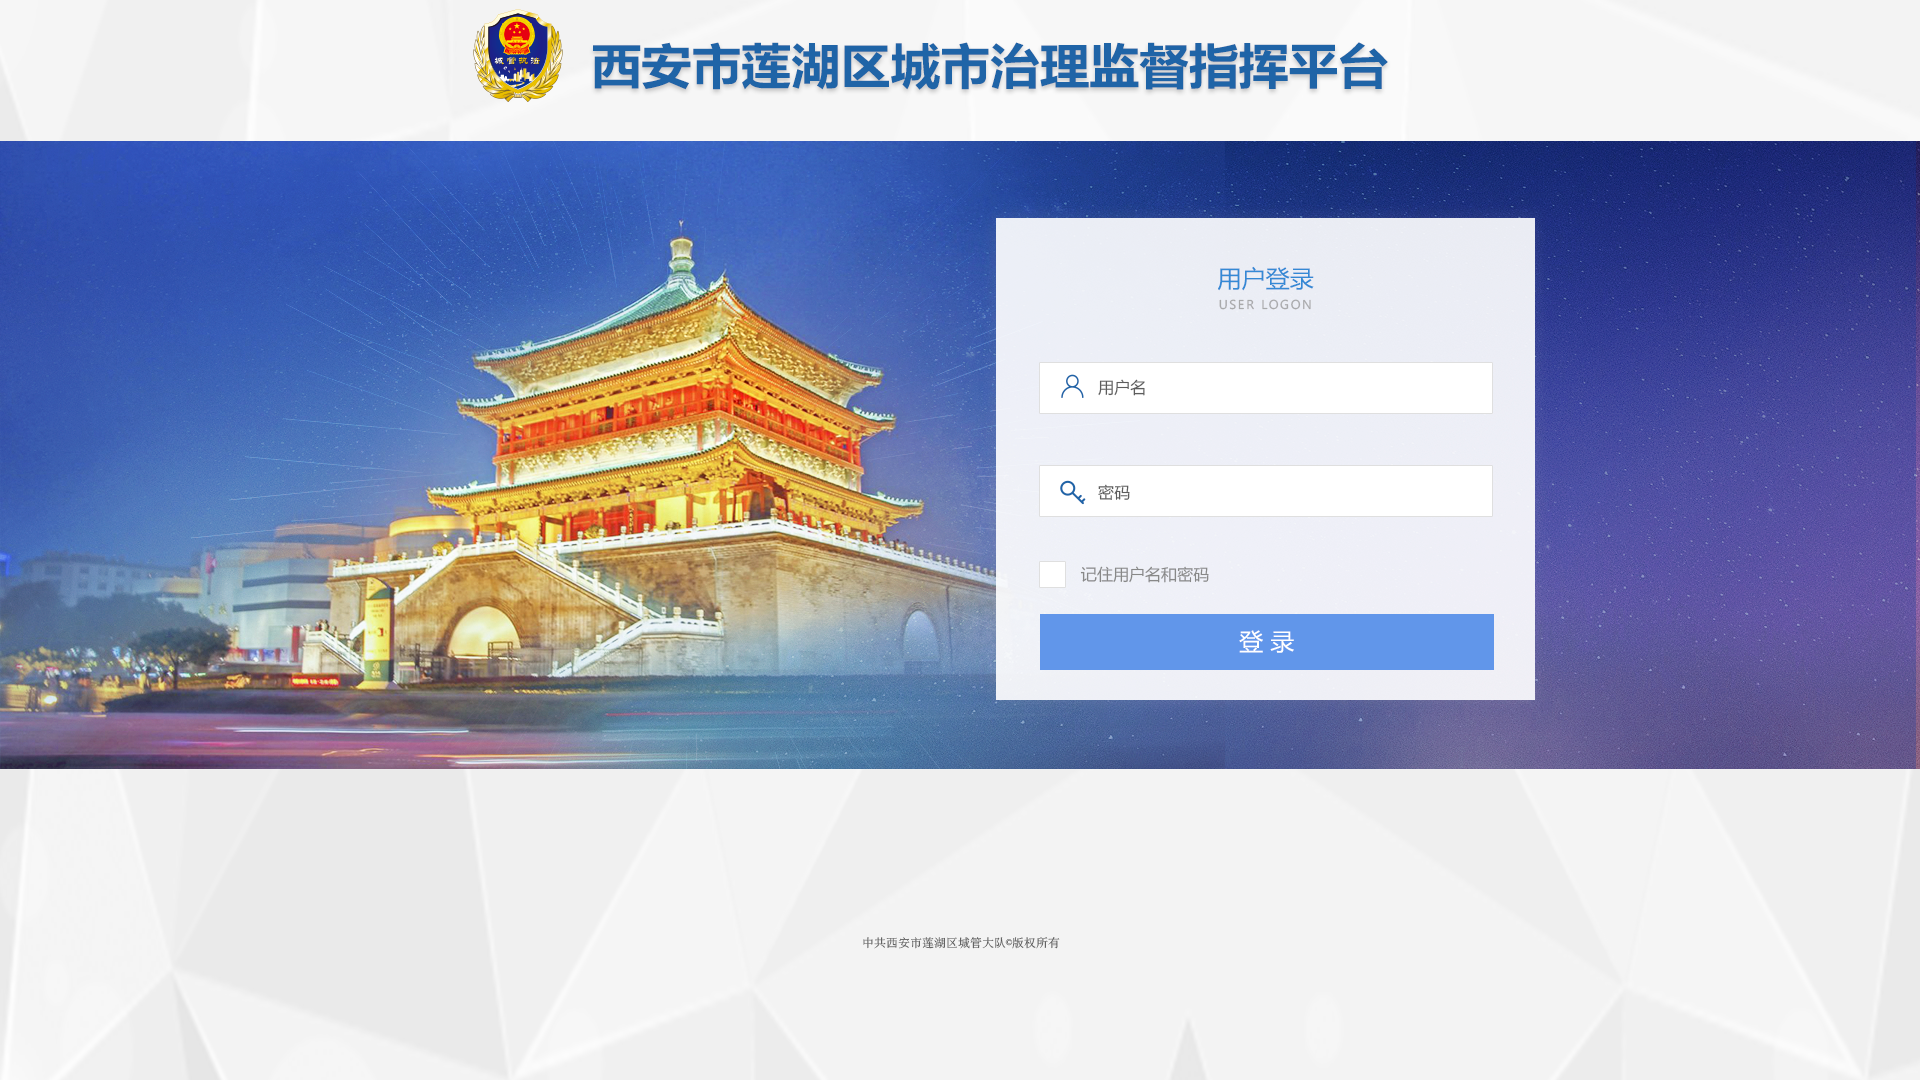 城管执法
西安市莲湖区城市治理监督指挥平台
用户登录
USER LOGON
用户名
密码
记住用户名和密码
登 录
中共西安市莲湖区城管大队©版权所有